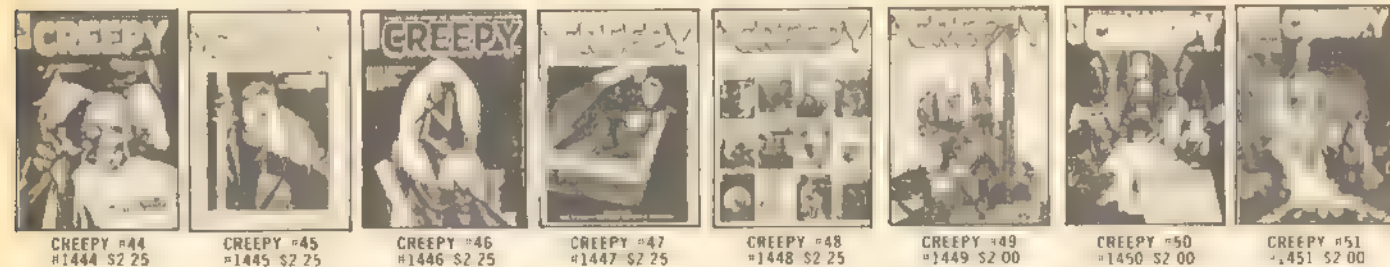 CREEPY
CREEPY
CREEPY #44
#1444 $2.25
CREEPY #45
#1445 $2.25
CREEPY #46
#1446 $2.25
CREEPY #47
#1447 $2.25
CREEPY #48
#1448 $2.25
CREEPY #49
#1449 $2.00
CREEPY #50
#1450 $2.00
CREEPY #51
#1451 $2.00